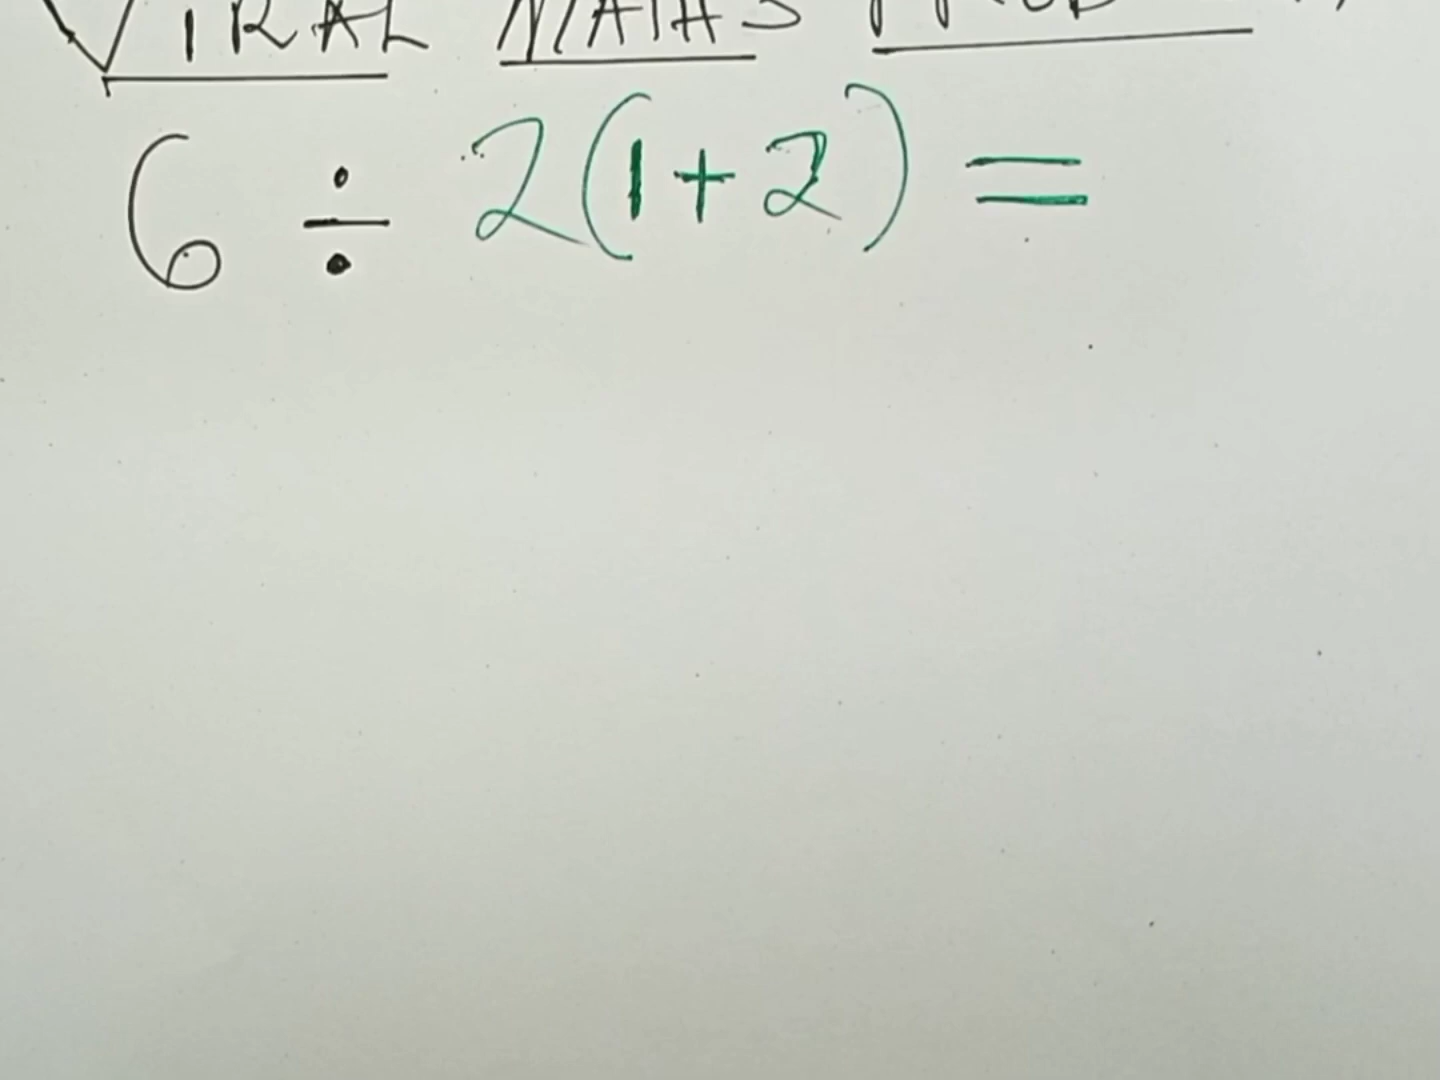 VIRAL MATHS
6 ÷ 2(1+2) =